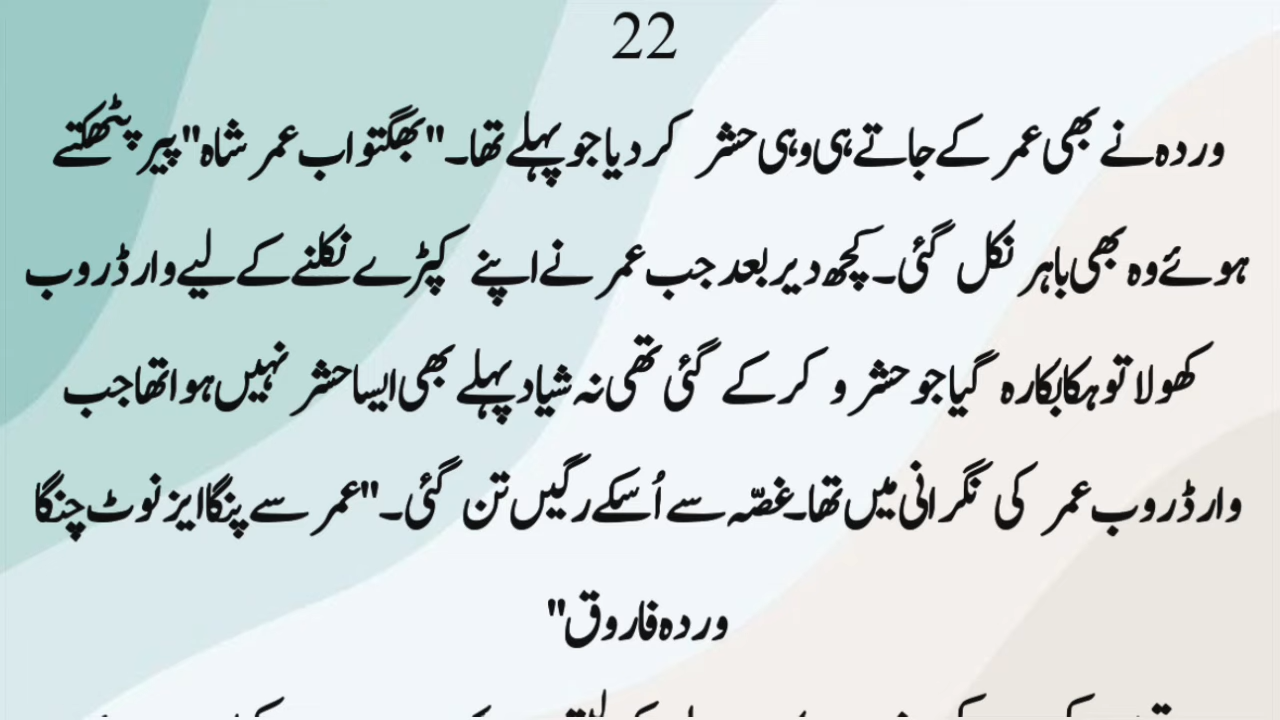 22
وردہ نے بھی عمر کے جاتے ہی وہی حشر کر دیا جو پہلے تھا۔"بھگتو اب عمر شاہ" پیر پٹھکتے
ہوئے وہ بھی باہر نکل گئی۔ کچھ دیر بعد جب عمر نے اپنے کپڑے نکلنے کے لیے وارڈروب
کھولا تو ہکا بکا رہ گیا جو حشر و کر کے گئی تھی نہ شیاد پہلے بھی ایسا حشر نہیں ہوا تھا جب
وارڈروب عمر کی نگرانی میں تھا۔ غصّہ سے اُسکے رگیں تن گئی۔ "عمر سے پنگا ایز نوٹ چنگا
وردہ فاروق"